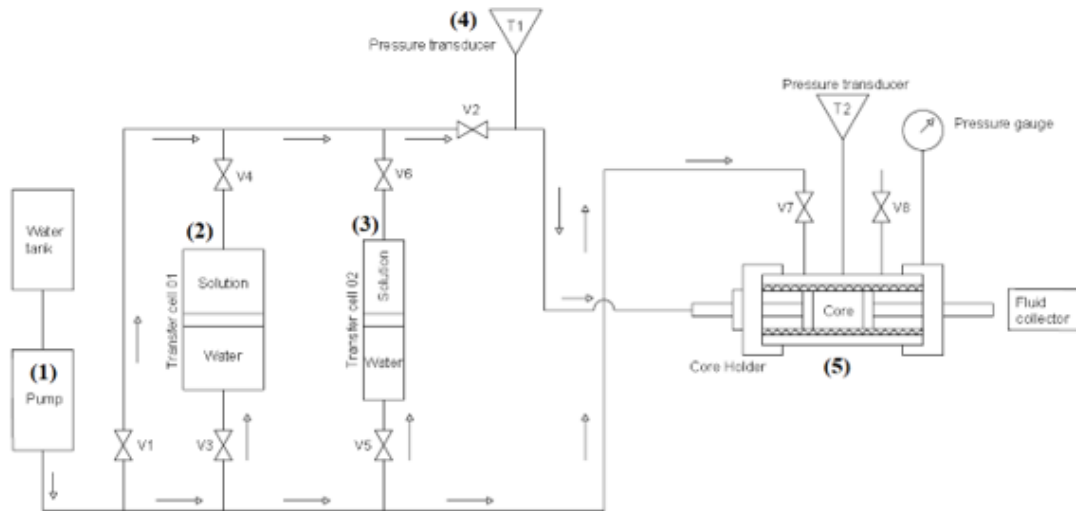 (4)
T1
Pressure transducer
V2
Pressure transducer
T2
Pressure gauge
V4
V6
V7
V8
Water
tank
(2)
(3)
Transfer cell 01
Solution
Water
Transfer cell 02
Solution
Water
Core
Fluid
collector
(1)
Pump
Core Holder
(5)
V1
V3
V5